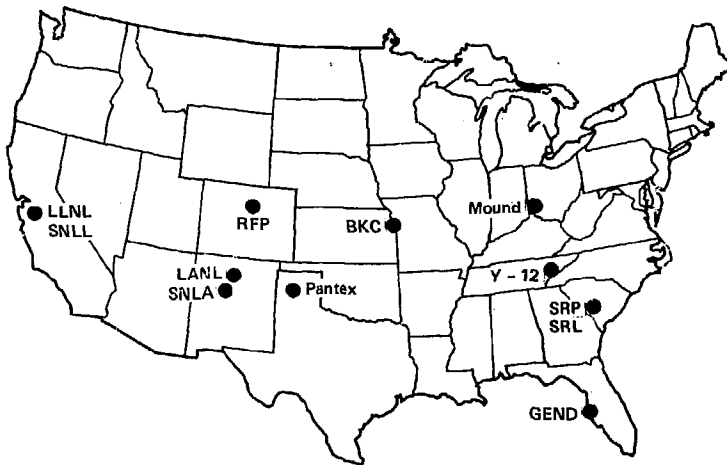 LLNL
SNLL
RFP
BKC
Mound
LANL
SNLA
Pantex
Y - 12
SRP
SRL
GEND